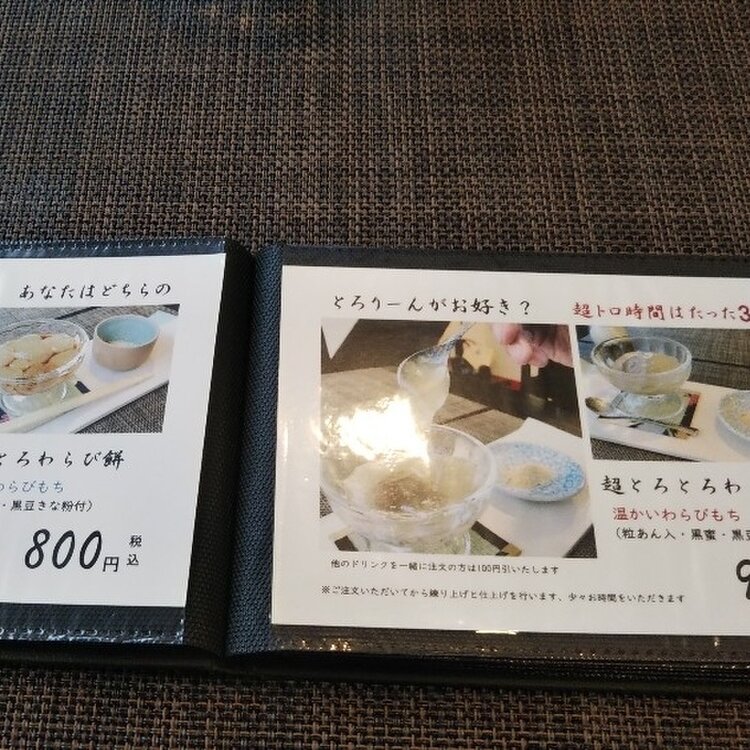 あなたはどちらの
とろわらび餅
わらびもち
・黒豆きな粉付）
800円
税込
とろりーんがお好き？
超トロ時間はたった3
超とろとろわ
温かいわらびもち
（粒あん入・黒蜜・黒豆
9
他のドリンクを一緒に注文の方は100円引いたします
※ご注文いただいてから練り上げと仕上げを行います、少々お時間をいただきます